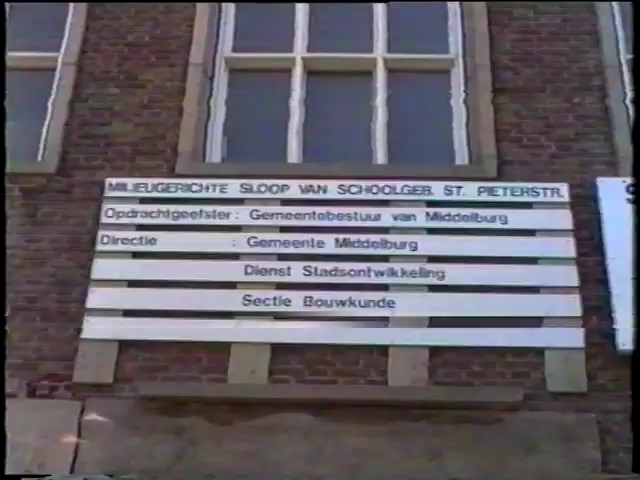 MILIEUGERICHTE SLOOP VAN SCHOOLGEB. ST. PIETERSTR.
Opdrachtgeefster: Gemeentebestuur van Middelburg
Directie : Gemeente Middelburg
Dienst Stadsontwikkeling
Sectie Bouwkunde